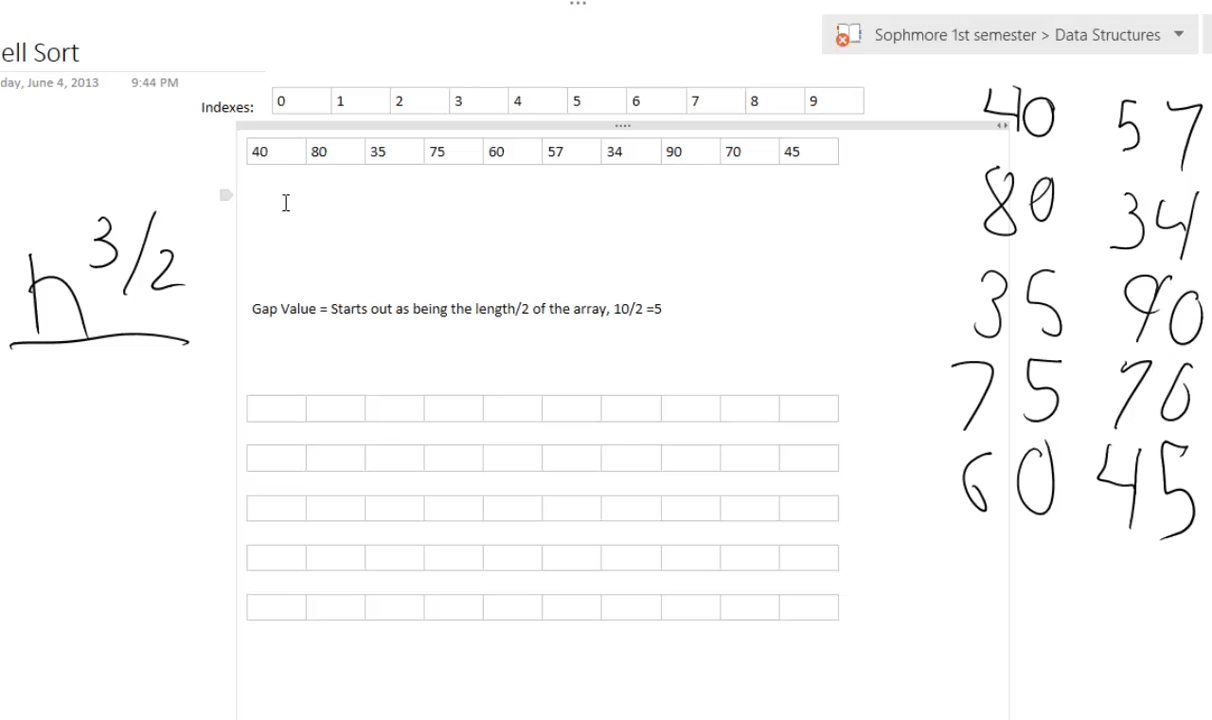 Sophmore 1st semester > Data Structures
ell Sort
day, June 4, 2013 9:44 PM
Indexes: 0 1 2 3 4 5 6 7 8 9
40 80 35 75 60 57 34 90 70 45
n 3/2
Gap Value = Starts out as being the length/2 of the array, 10/2 =5
40 57
80 34
35 90
75 70
60 45